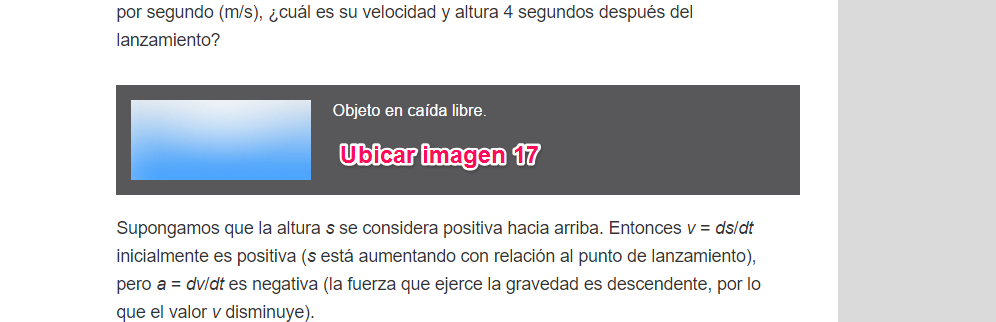 por segundo (m/s), ¿cuál es su velocidad y altura 4 segundos después del
lanzamiento?
Objeto en caída libre.
Ubicar imagen 17
Supongamos que la altura s se considera positiva hacia arriba. Entonces v = ds/dt
inicialmente es positiva (s está aumentando con relación al punto de lanzamiento),
pero a = dv/dt es negativa (la fuerza que ejerce la gravedad es descendente, por lo
que el valor v disminuye).